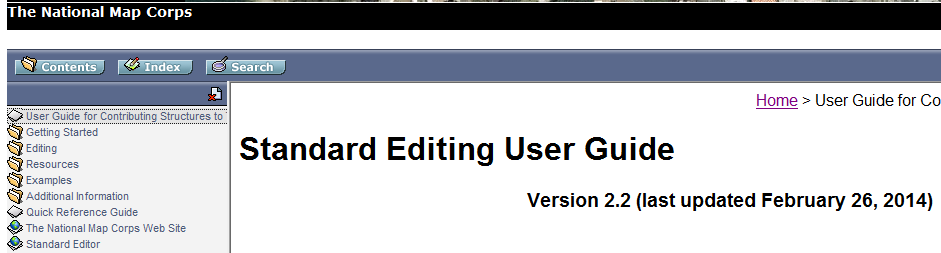 The National Map Corps
Contents Index Search
Home > User Guide for Co
User Guide for Contributing Structures to
Getting Started
Editing
Resources
Examples
Additional Information
Quick Reference Guide
The National Map Corps Web Site
Standard Editor
Standard Editing User Guide
Version 2.2 (last updated February 26, 2014)